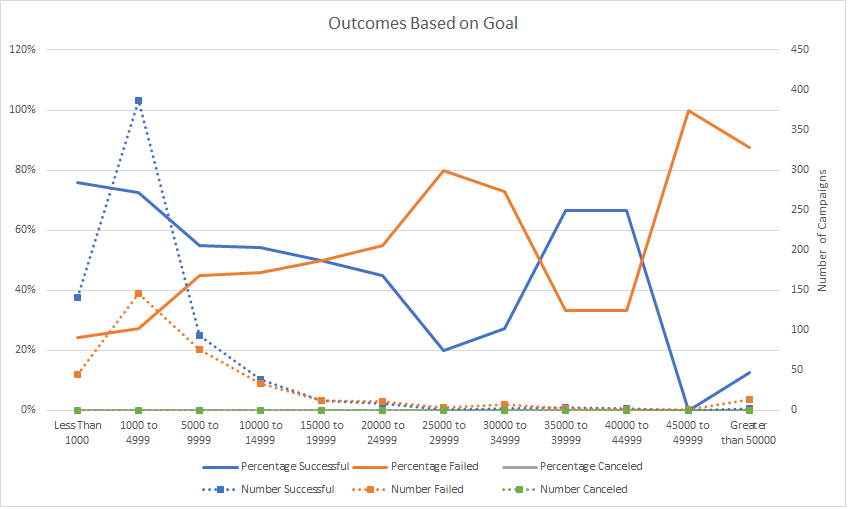 Outcomes Based on Goal
120%
100%
80%
60%
40%
20%
0%
450
400
350
300
250
200
150
100
50
0
Number of Campaigns
Less Than 1000
1000 to 4999
5000 to 9999
10000 to 14999
15000 to 19999
20000 to 24999
25000 to 29999
30000 to 34999
35000 to 39999
40000 to 44999
45000 to 49999
Greater than 50000
Percentage Successful
Percentage Failed
Percentage Canceled
Number Successful
Number Failed
Number Canceled